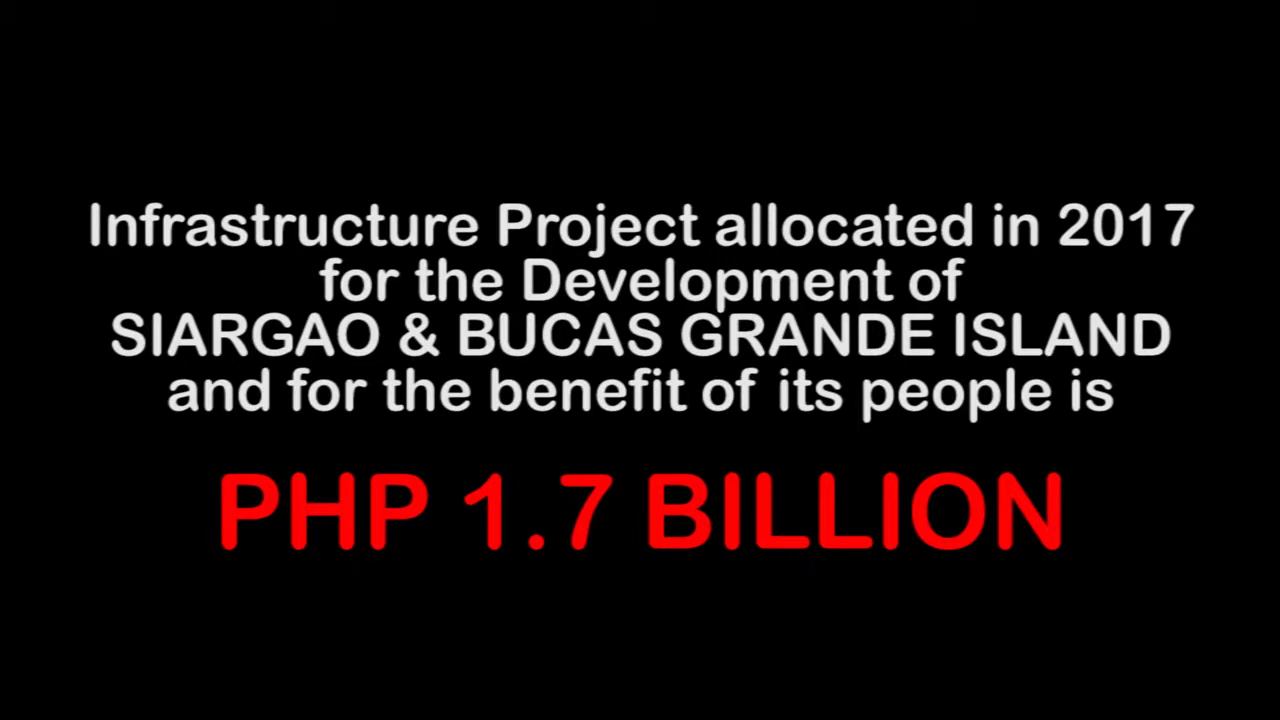 Infrastructure Project allocated in 2017
for the Development of
SIARGAO & BUCAS GRANDE ISLAND
and for the benefit of its people is
PHP 1.7 BILLION